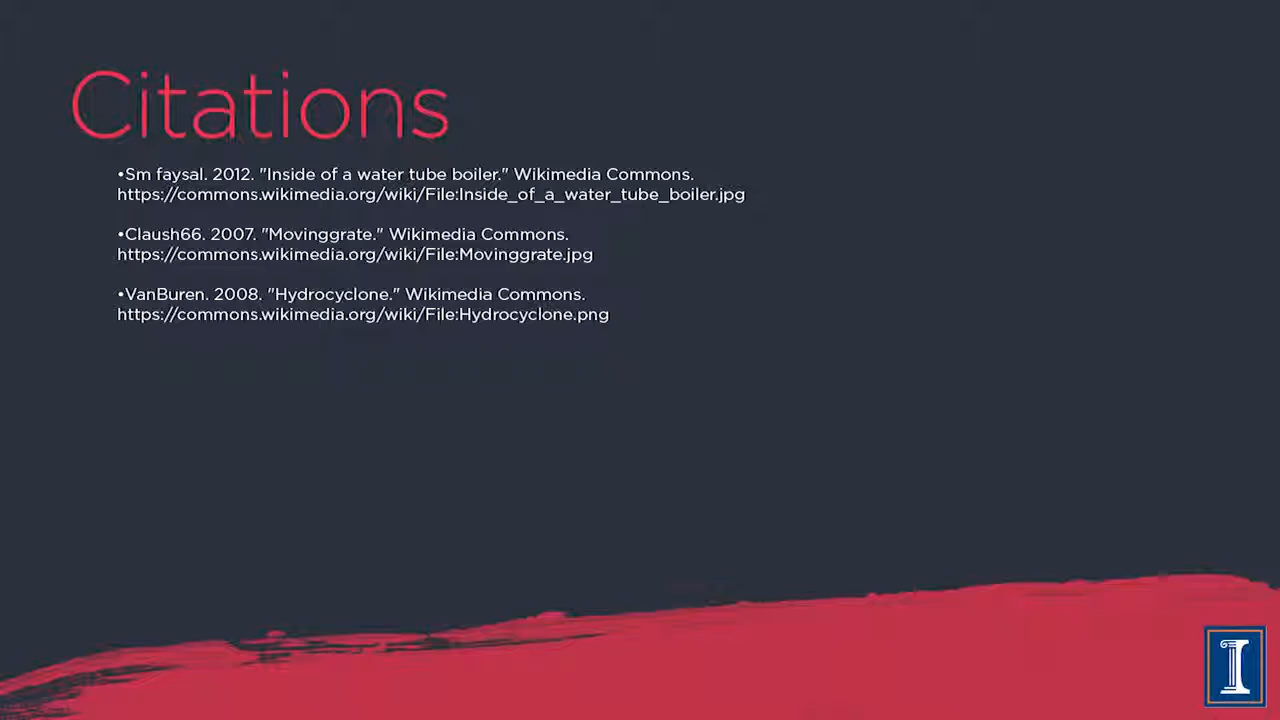 Citations
•Sm faysal. 2012. "Inside of a water tube boiler." Wikimedia Commons.
https://commons.wikimedia.org/wiki/File:Inside_of_a_water_tube_boiler.jpg
•Claush66. 2007. "Movinggrate." Wikimedia Commons.
https://commons.wikimedia.org/wiki/File:Movinggrate.jpg
•VanBuren. 2008. "Hydrocyclone." Wikimedia Commons.
https://commons.wikimedia.org/wiki/File:Hydrocyclone.png
I